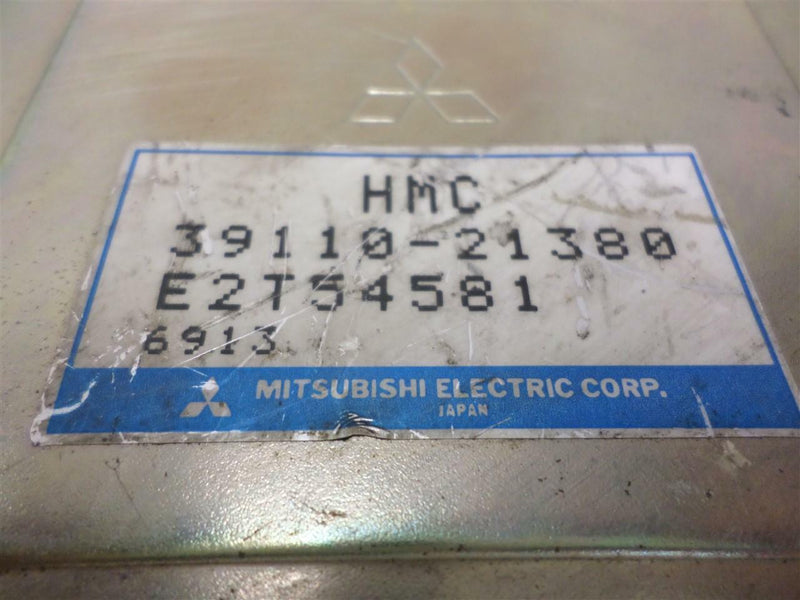 HMC
39110-21380
E2T54581
6913
MITSUBISHI ELECTRIC CORP.
JAPAN